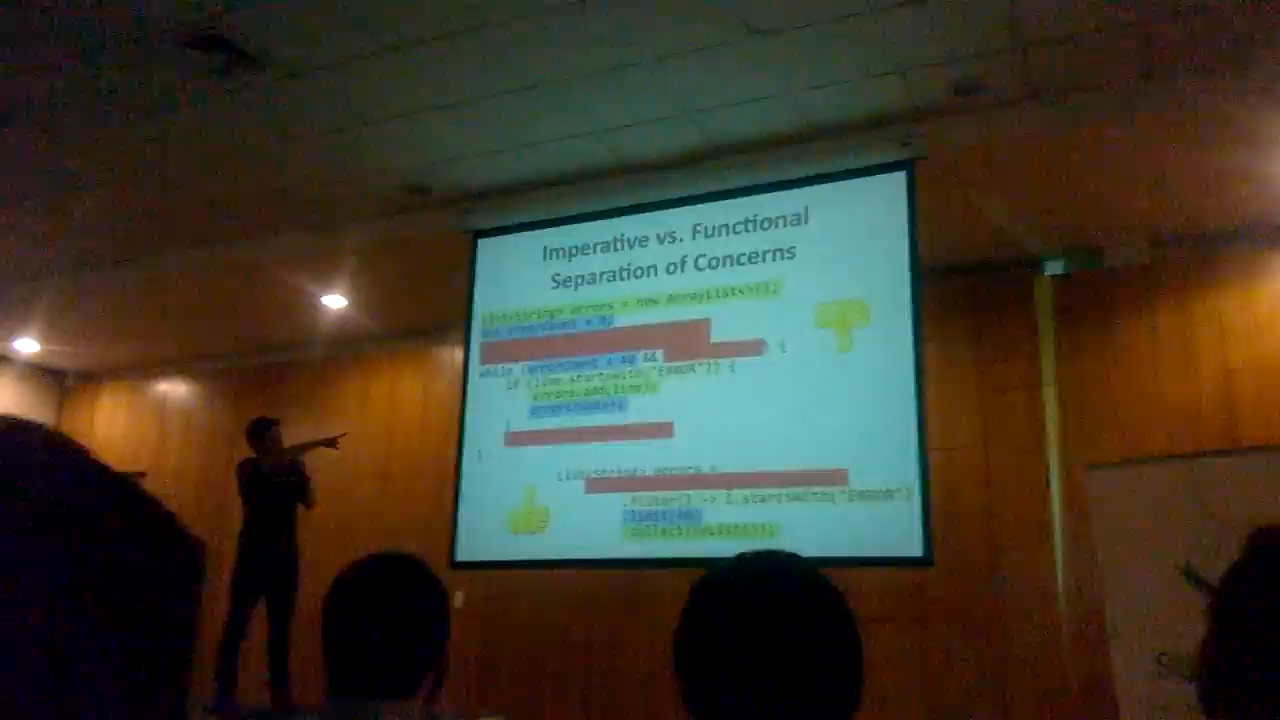 Imperative vs. Functional
Separation of Concerns
List<String> errors = new ArrayList<>();
int errorCount = 0;
{
while (errorCount < 40 &&
if (line.startsWith("ERROR")) {
errors.add(line);
errorCount++;
}
}
List<String> errors =
.filter(l -> l.startsWith("ERROR")
.limit(40)
.collect(toList());